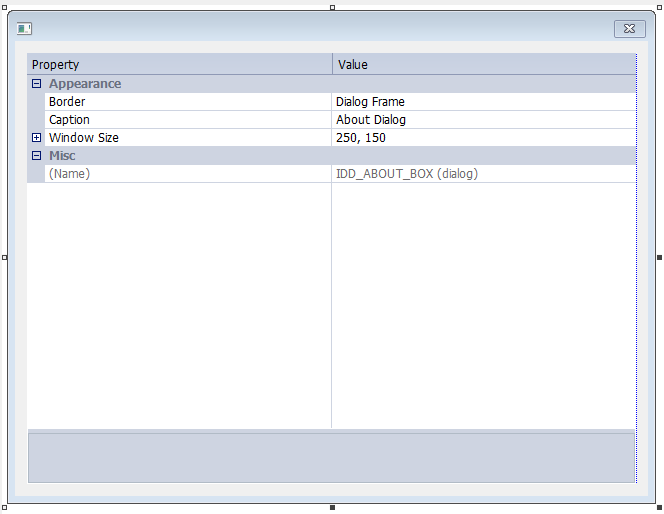 Property Value
Appearance
Border Dialog Frame
Caption About Dialog
Window Size 250, 150
Misc
(Name) IDD_ABOUT_BOX (dialog)